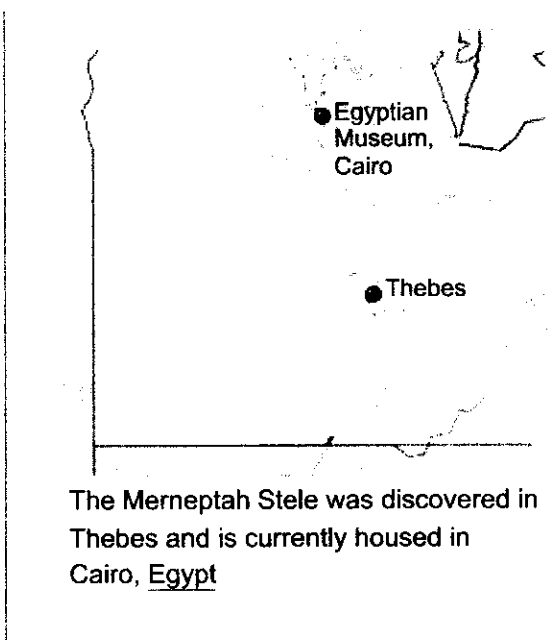 Egyptian
Museum,
Cairo
Thebes
The Merneptah Stele was discovered in
Thebes and is currently housed in
Cairo, Egypt